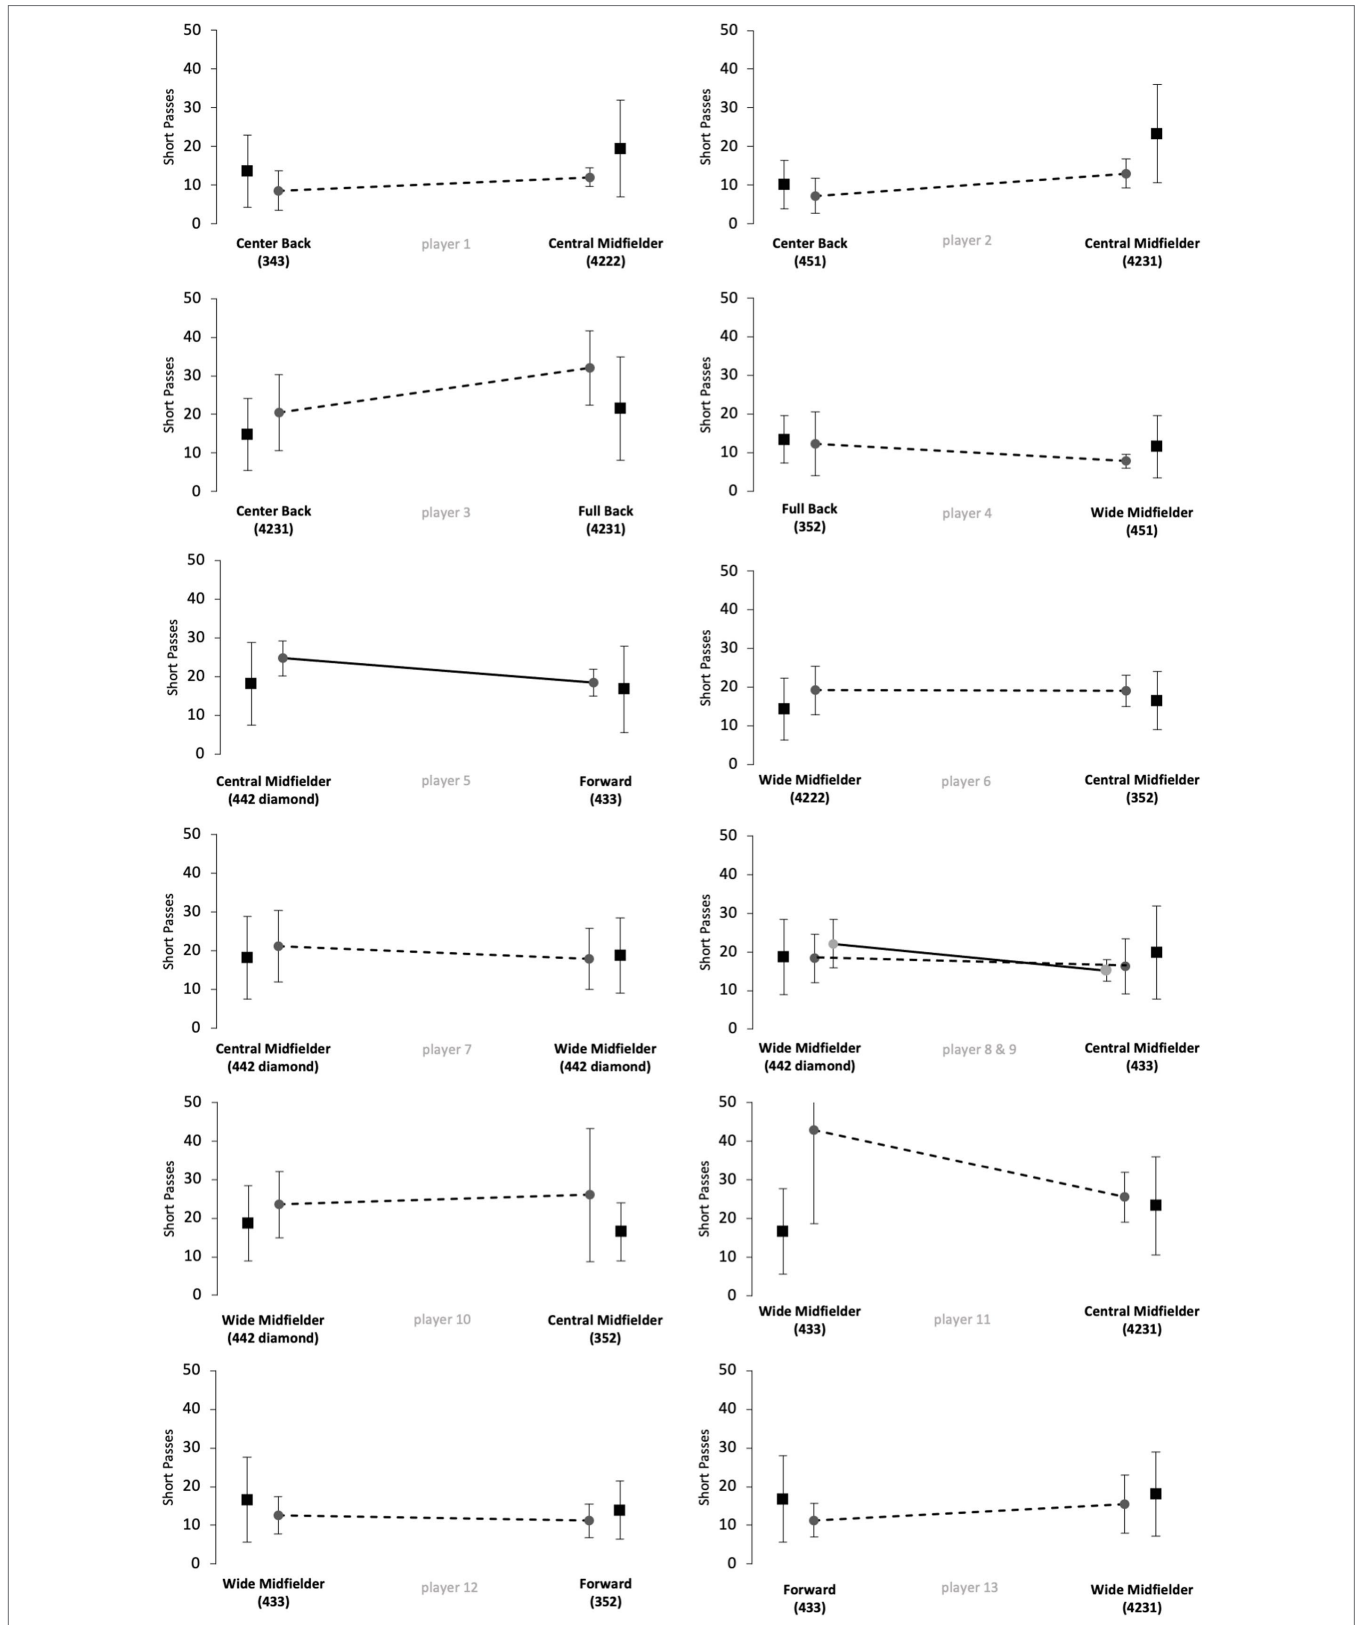 50
40
30
20
10
0
Short Passes
Center Back
(343)
player 1
Central Midfielder
(4222)
50
40
30
20
10
0
Short Passes
Center Back
(451)
player 2
Central Midfielder
(4231)
50
40
30
20
10
0
Short Passes
Center Back
(4231)
player 3
Full Back
(4231)
50
40
30
20
10
0
Short Passes
Full Back
(352)
player 4
Wide Midfielder
(451)
50
40
30
20
10
0
Short Passes
Central Midfielder
(442 diamond)
player 5
Forward
(433)
50
40
30
20
10
0
Short Passes
Wide Midfielder
(4222)
player 6
Central Midfielder
(352)
50
40
30
20
10
0
Short Passes
Central Midfielder
(442 diamond)
player 7
Wide Midfielder
(442 diamond)
50
40
30
20
10
0
Short Passes
Wide Midfielder
(442 diamond)
player 8 & 9
Central Midfielder
(433)
50
40
30
20
10
0
Short Passes
Wide Midfielder
(442 diamond)
player 10
Central Midfielder
(352)
50
40
30
20
10
0
Short Passes
Wide Midfielder
(433)
player 11
Central Midfielder
(4231)
50
40
30
20
10
0
Short Passes
Wide Midfielder
(433)
player 12
Forward
(352)
50
40
30
20
10
0
Short Passes
Forward
(433)
player 13
Wide Midfielder
(4231)